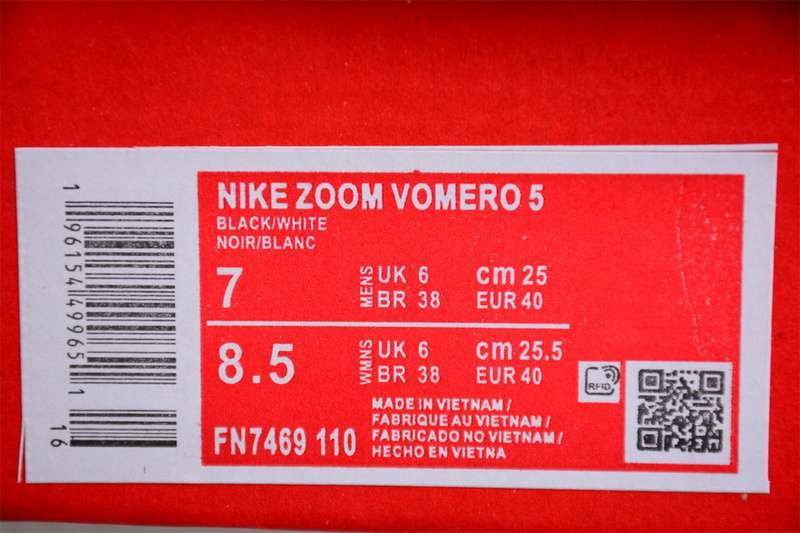 NIKE ZOOM VOMERO 5
BLACK/WHITE
NOIR/BLANC
7 MENS UK 6 cm 25
BR 38 EUR 40
8.5 WMNS UK 6 cm 25.5
BR 38 EUR 40
FN7469 110
MADE IN VIETNAM /
FABRIQUE AU VIETNAM /
FABRICADO NO VIETNAM /
HECHO EN VIETNA
RFID
1 96154 49965 1
16